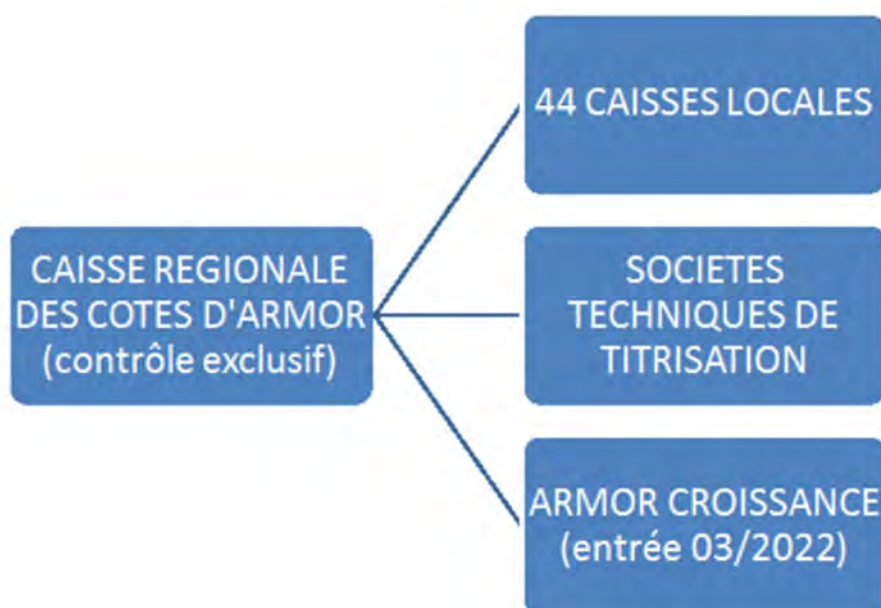 44 CAISSES LOCALES
CAISSE REGIONALE
DES COTES D'ARMOR
(contrôle exclusif)
SOCIETES
TECHNIQUES DE
TITRISATION
ARMOR CROISSANCE
(entrée 03/2022)